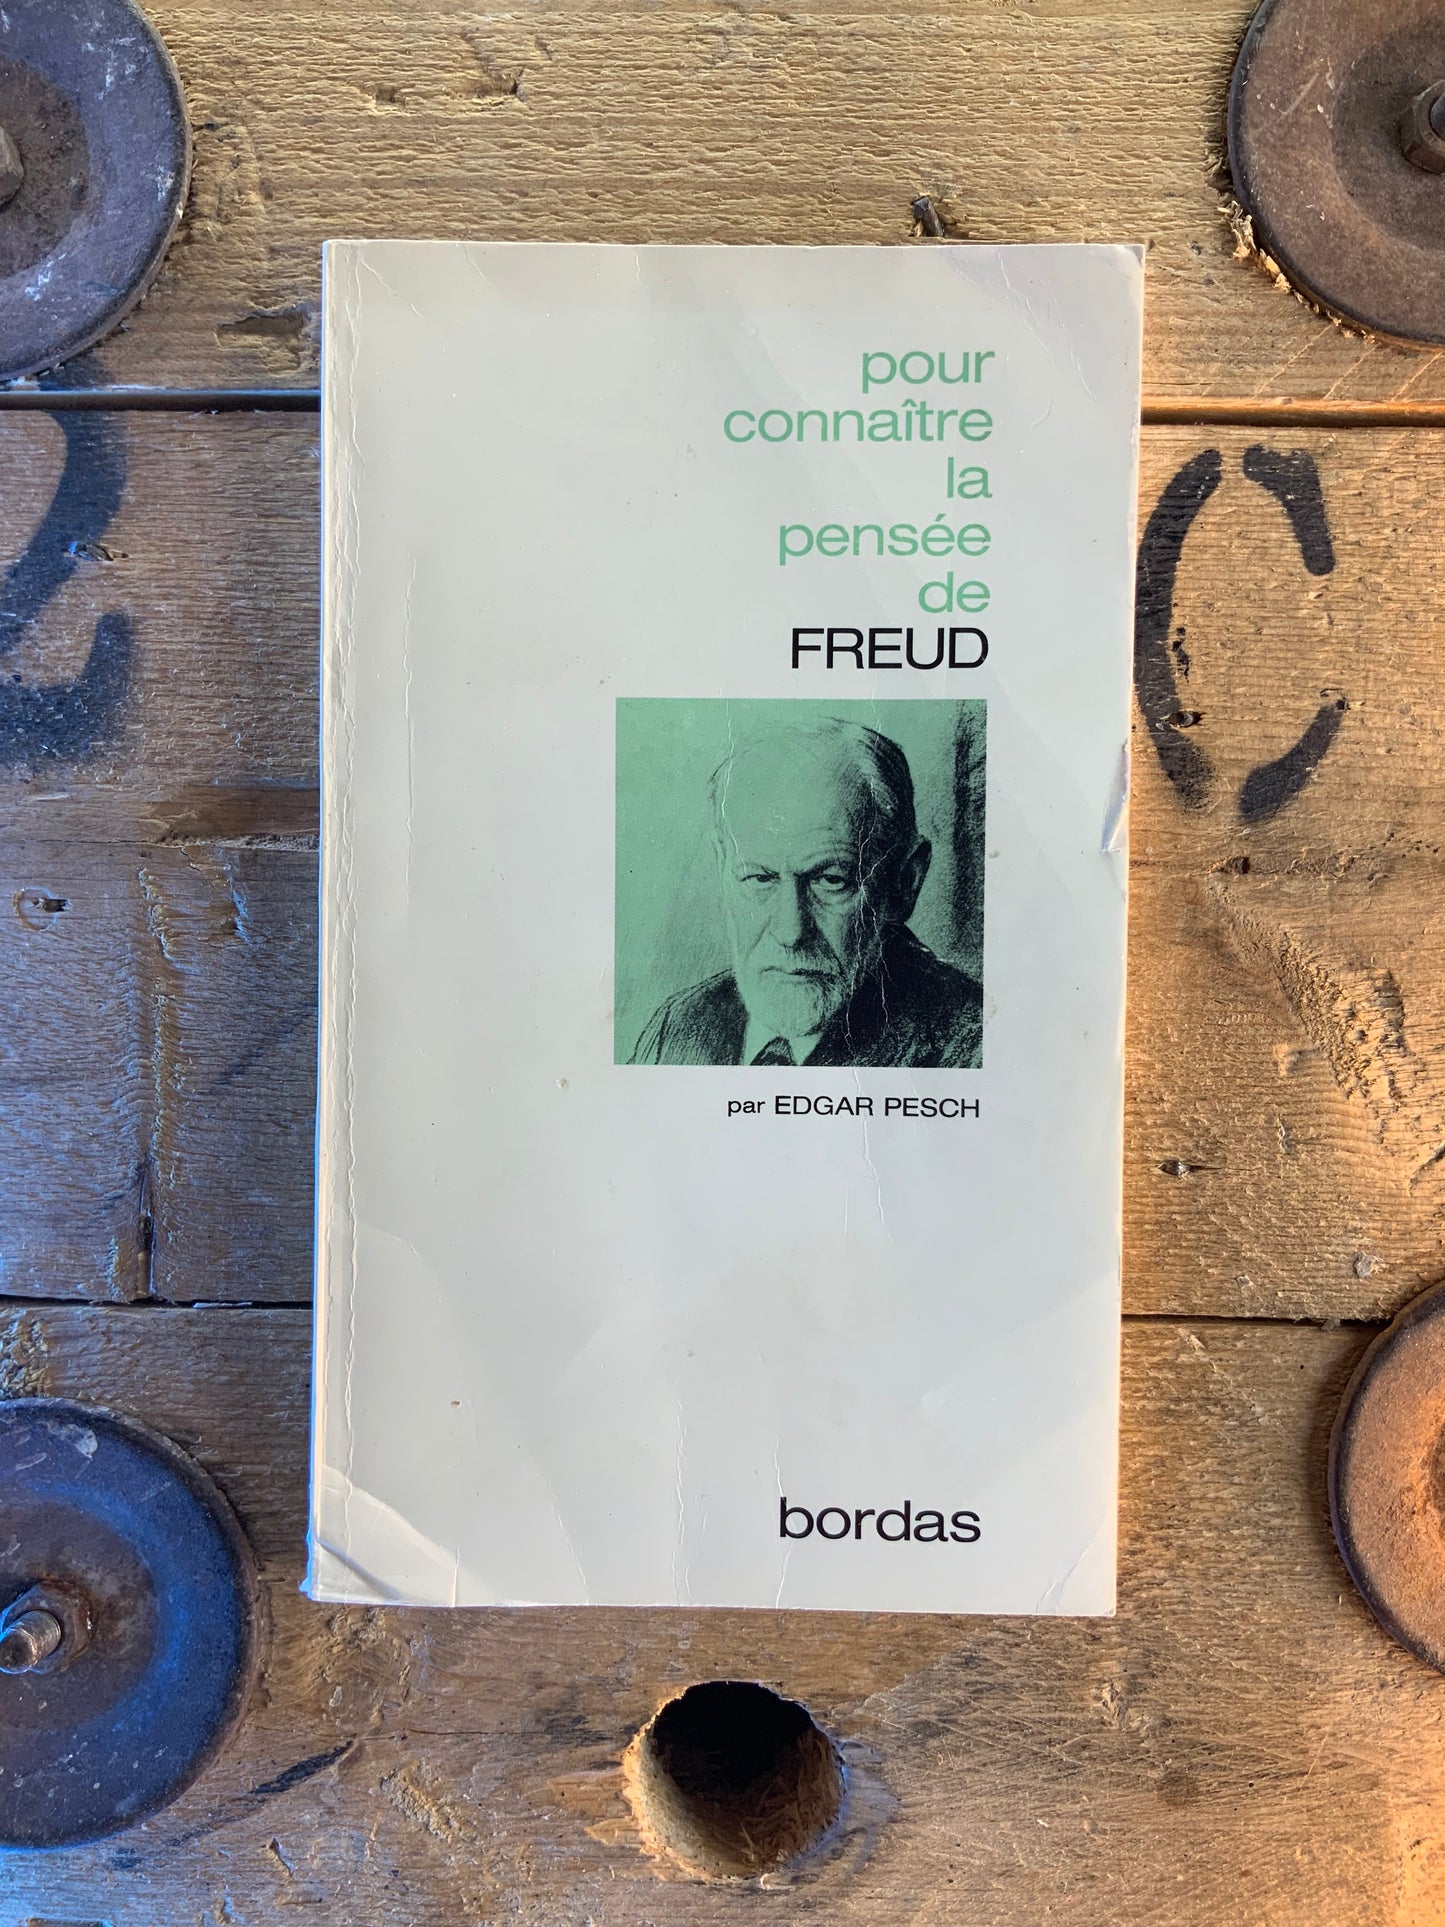 pour
connaître
la
pensée
de
FREUD
par EDGAR PESCH
bordas
C